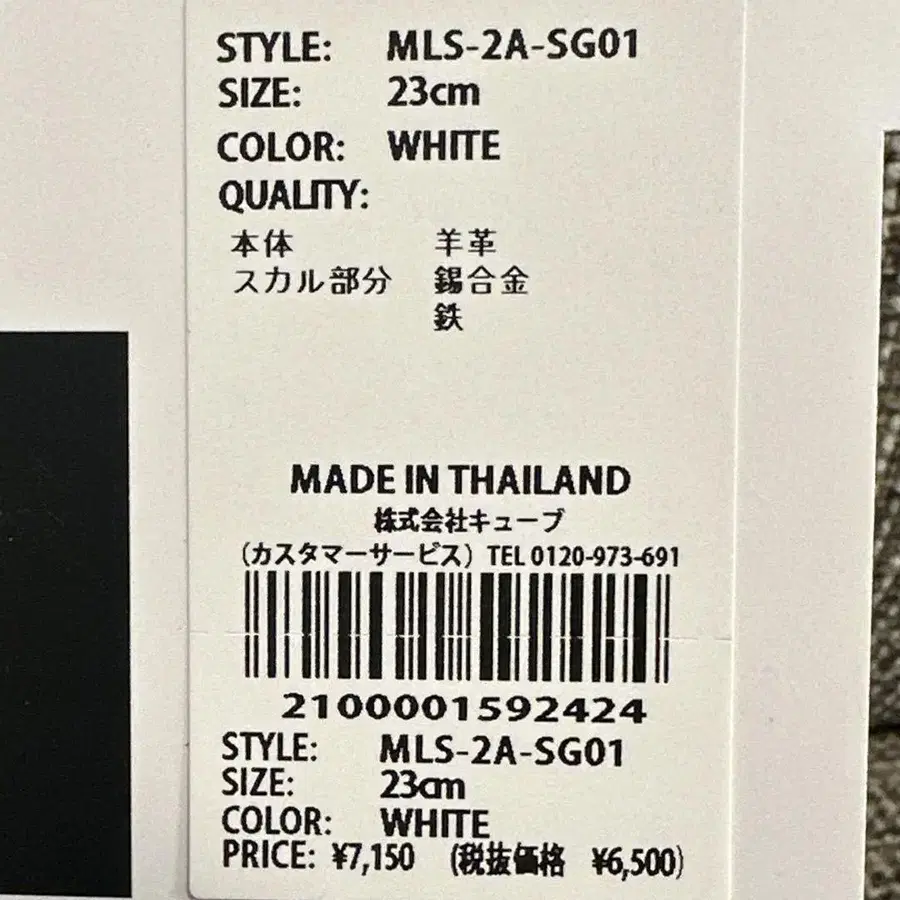 STYLE: MLS-2A-SG01
SIZE: 23cm
COLOR: WHITE
QUALITY:
本体 羊革
スカル部分 錫合金
鉄
MADE IN THAILAND
株式会社キューブ
(カスタマーサービス) TEL 0120-973-691
2100001592424
STYLE: MLS-2A-SG01
SIZE: 23cm
COLOR: WHITE
PRICE: ¥7,150 (税抜価格 ¥6,500)